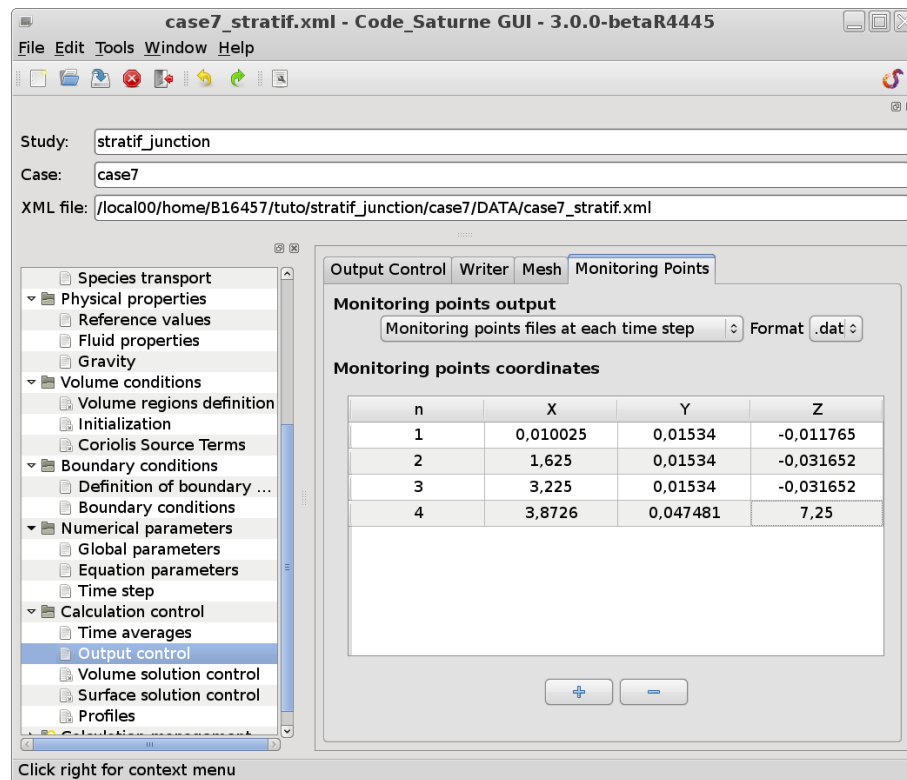 case7_stratif.xml - Code_Saturne GUI - 3.0.0-betaR4445
File Edit Tools Window Help
Study: stratif_junction
Case: case7
XML file: /local00/home/B16457/tuto/stratif_junction/case7/DATA/case7_stratif.xml
Species transport
Physical properties
Reference values
Fluid properties
Gravity
Volume conditions
Volume regions definition
Initialization
Coriolis Source Terms
Boundary conditions
Definition of boundary ...
Boundary conditions
Numerical parameters
Global parameters
Equation parameters
Time step
Calculation control
Time averages
Output control
Volume solution control
Surface solution control
Profiles
Output Control Writer Mesh Monitoring Points
Monitoring points output
Monitoring points files at each time step Format .dat
Monitoring points coordinates
n X Y Z
1 0,010025 0,01534 -0,011765
2 1,625 0,01534 -0,031652
3 3,225 0,01534 -0,031652
4 3,8726 0,047481 7,25
Click right for context menu